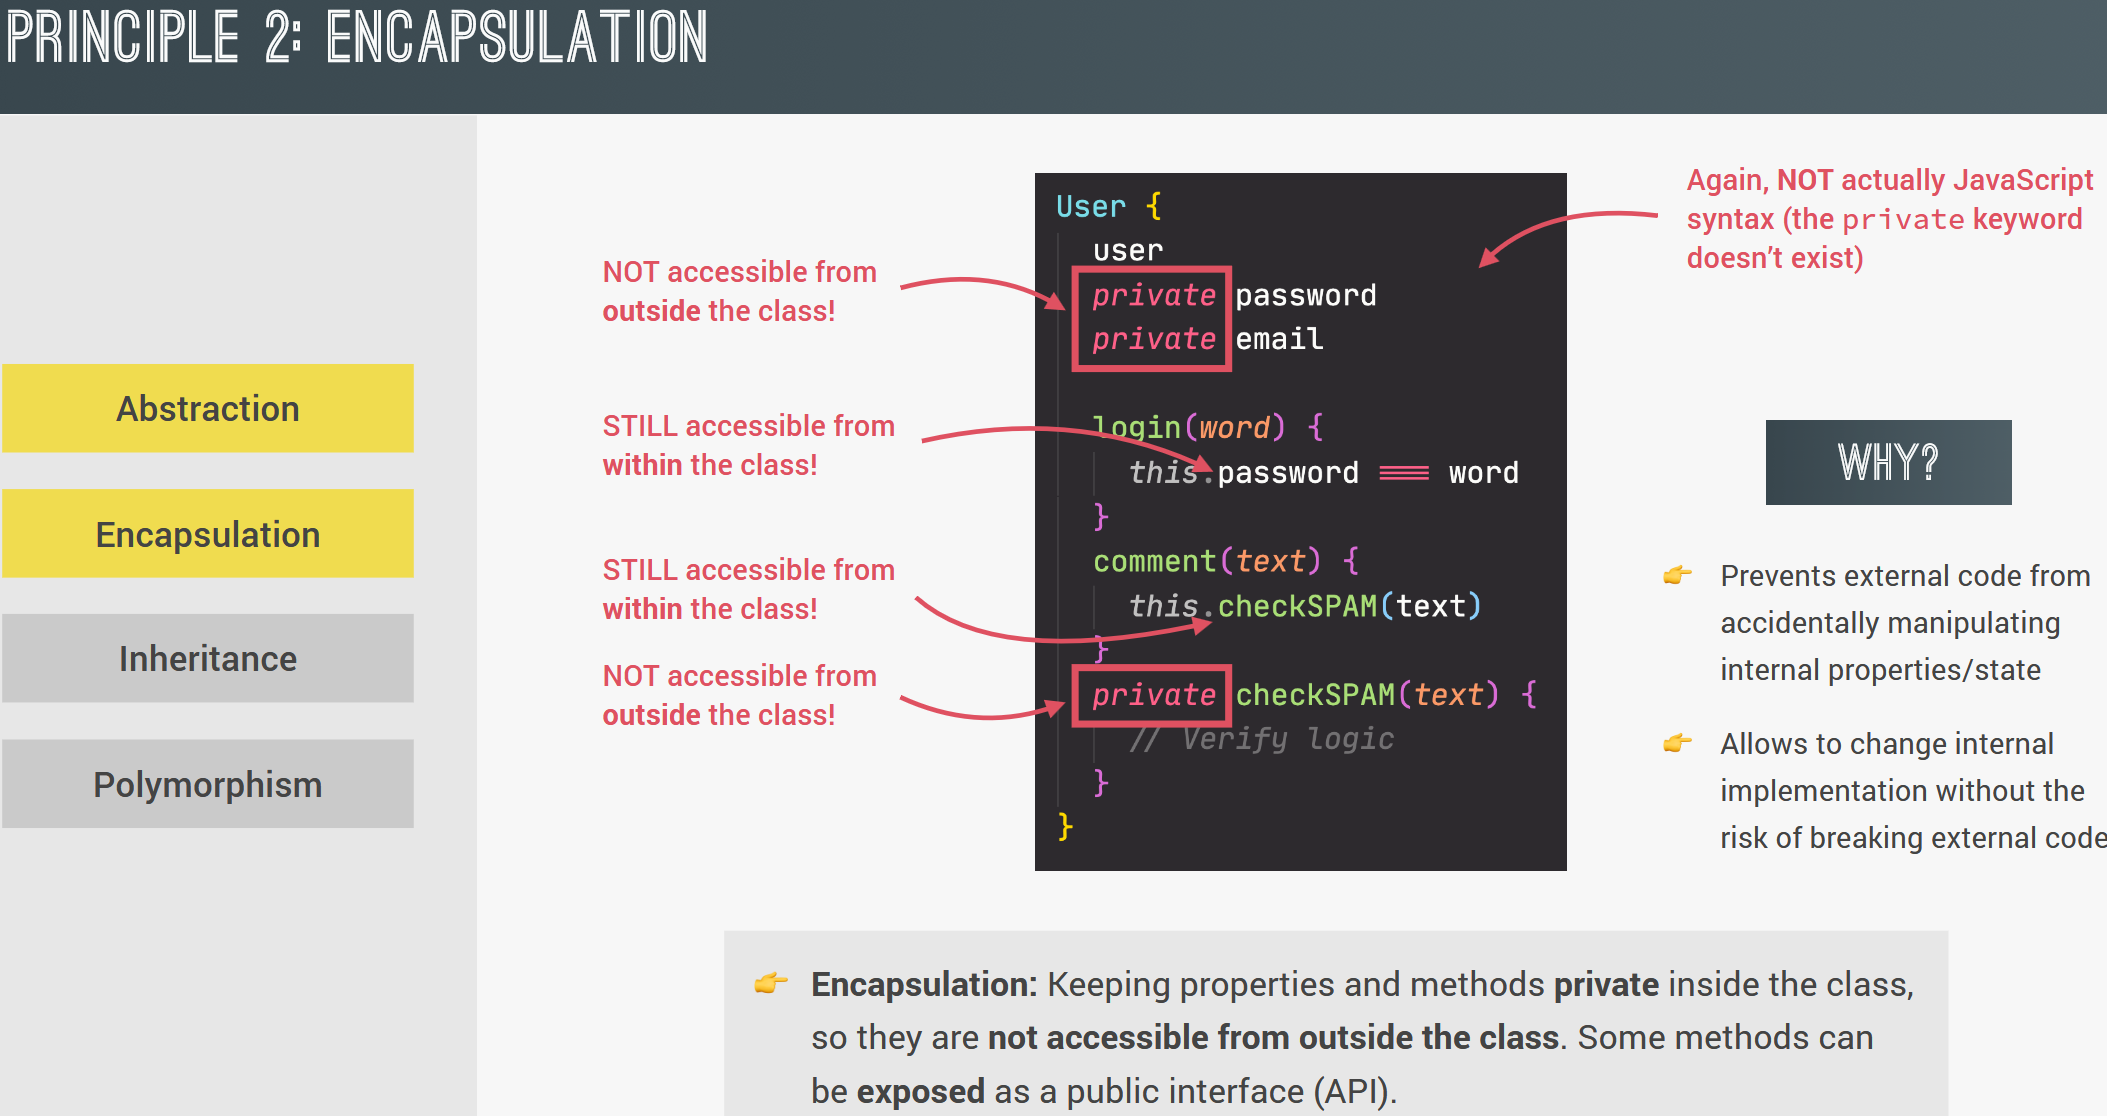 PRINCIPLE 2: ENCAPSULATION
Abstraction
Encapsulation
Inheritance
Polymorphism
NOT accessible from
outside the class!
STILL accessible from
within the class!
STILL accessible from
within the class!
NOT accessible from
outside the class!
User {
user
private password
private email
login(word) {
this.password === word
}
comment(text) {
this.checkSPAM(text)
}
private checkSPAM(text) {
// Verify logic
}
}
Again, NOT actually JavaScript
syntax (the private keyword
doesn’t exist)
WHY?
👉 Prevents external code from
accidentally manipulating
internal properties/state
👉 Allows to change internal
implementation without the
risk of breaking external code
👉 Encapsulation: Keeping properties and methods private inside the class,
so they are not accessible from outside the class. Some methods can
be exposed as a public interface (API).